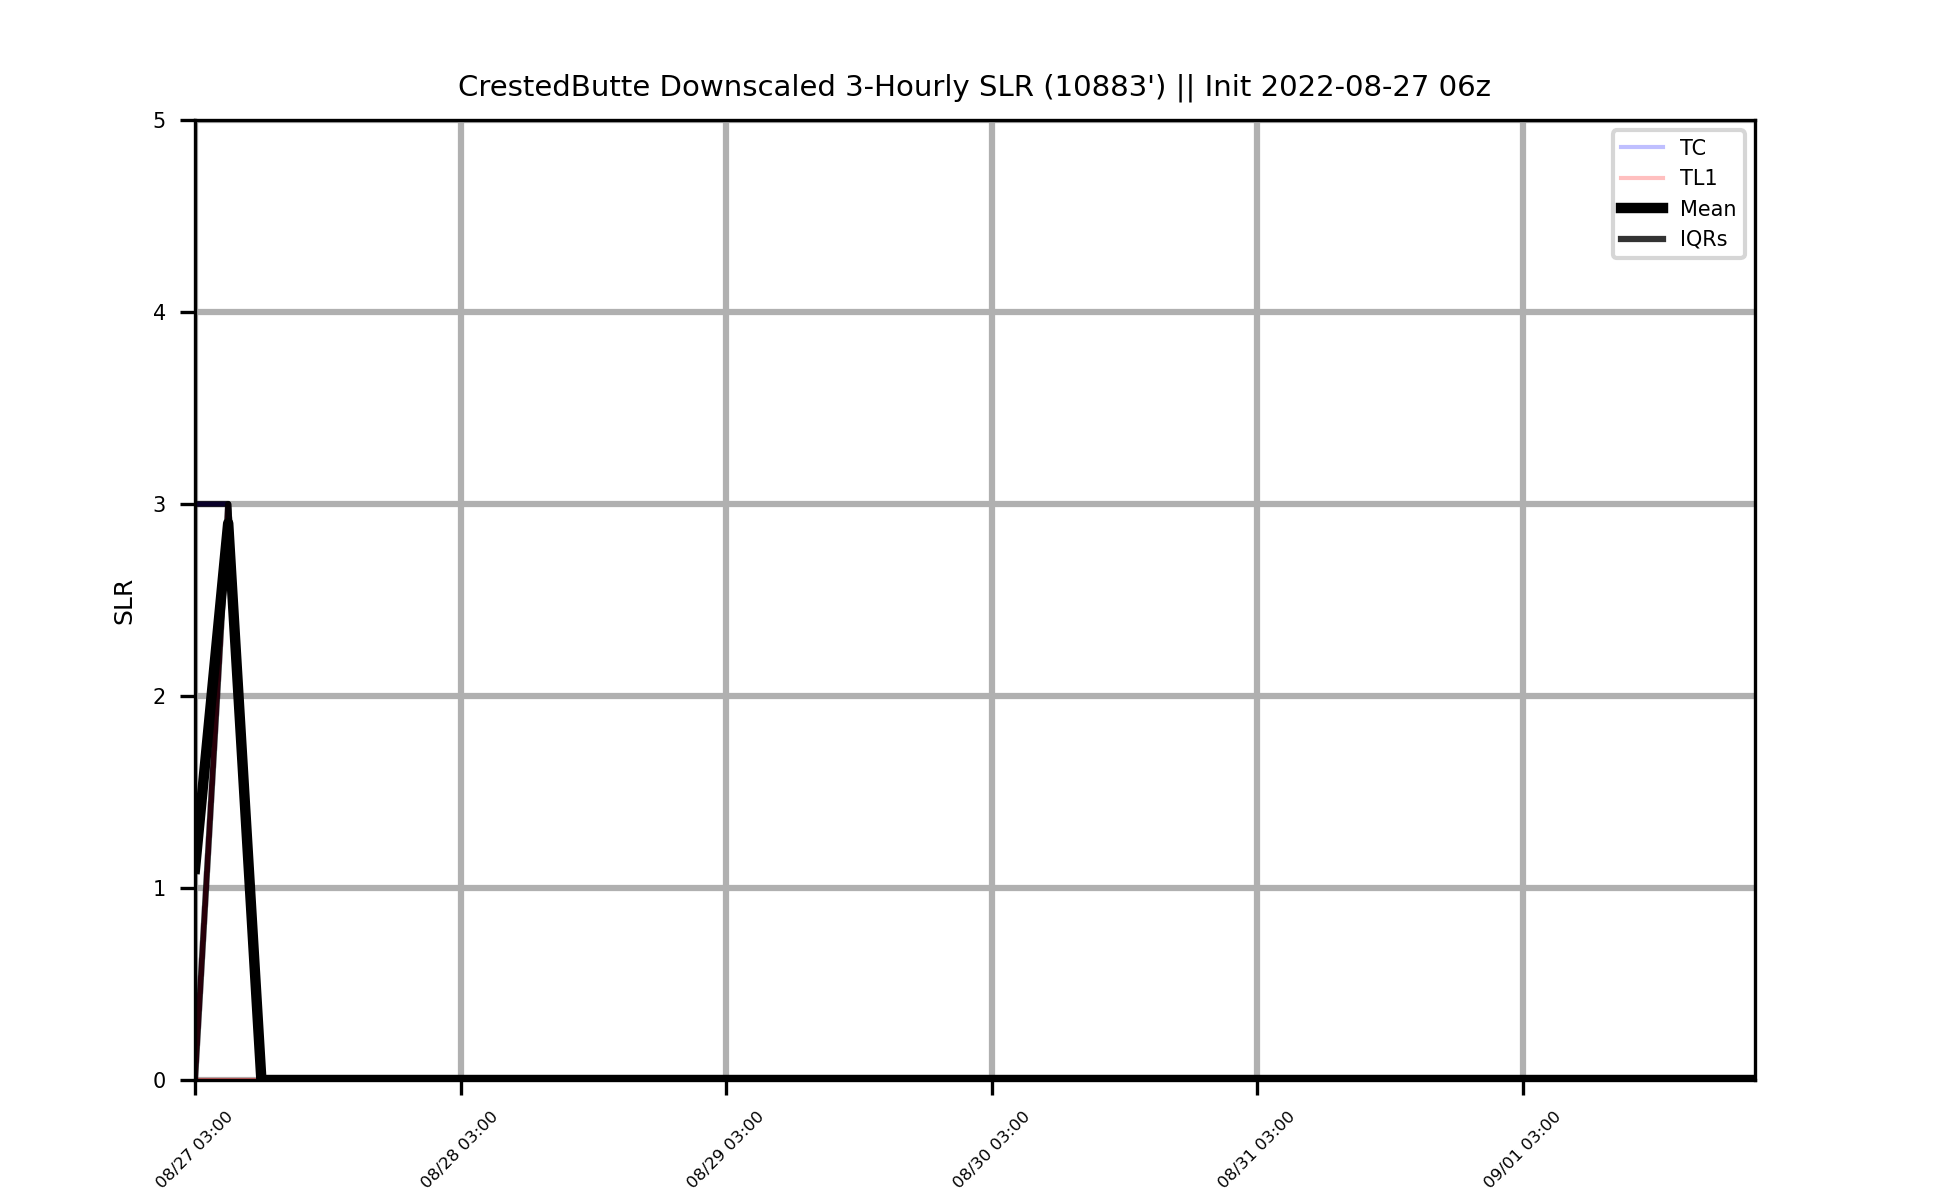 CrestedButte Downscaled 3-Hourly SLR (10883') || Init 2022-08-27 06z
5
4
3
2
1
0
SLR
TC
TL1
Mean
IQRs
08/27 03:00
08/28 03:00
08/29 03:00
08/30 03:00
08/31 03:00
09/01 03:00